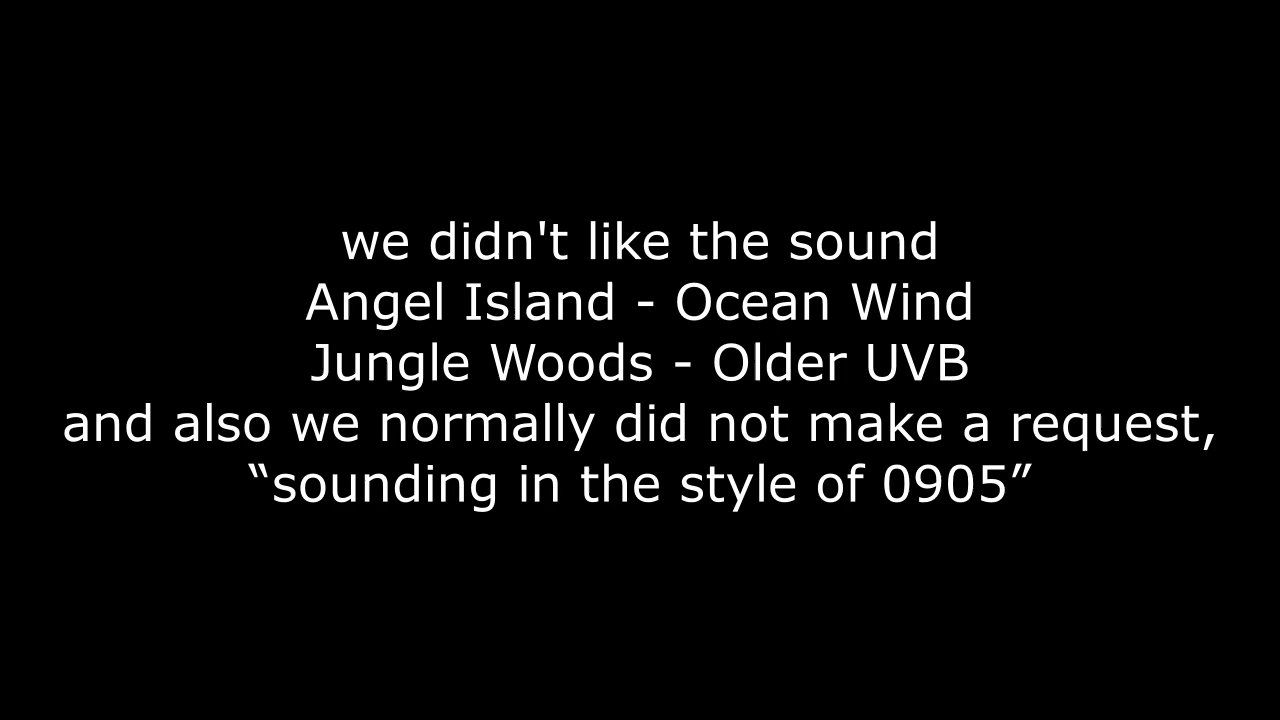 we didn't like the sound
Angel Island - Ocean Wind
Jungle Woods - Older UVB
and also we normally did not make a request,
“sounding in the style of 0905”